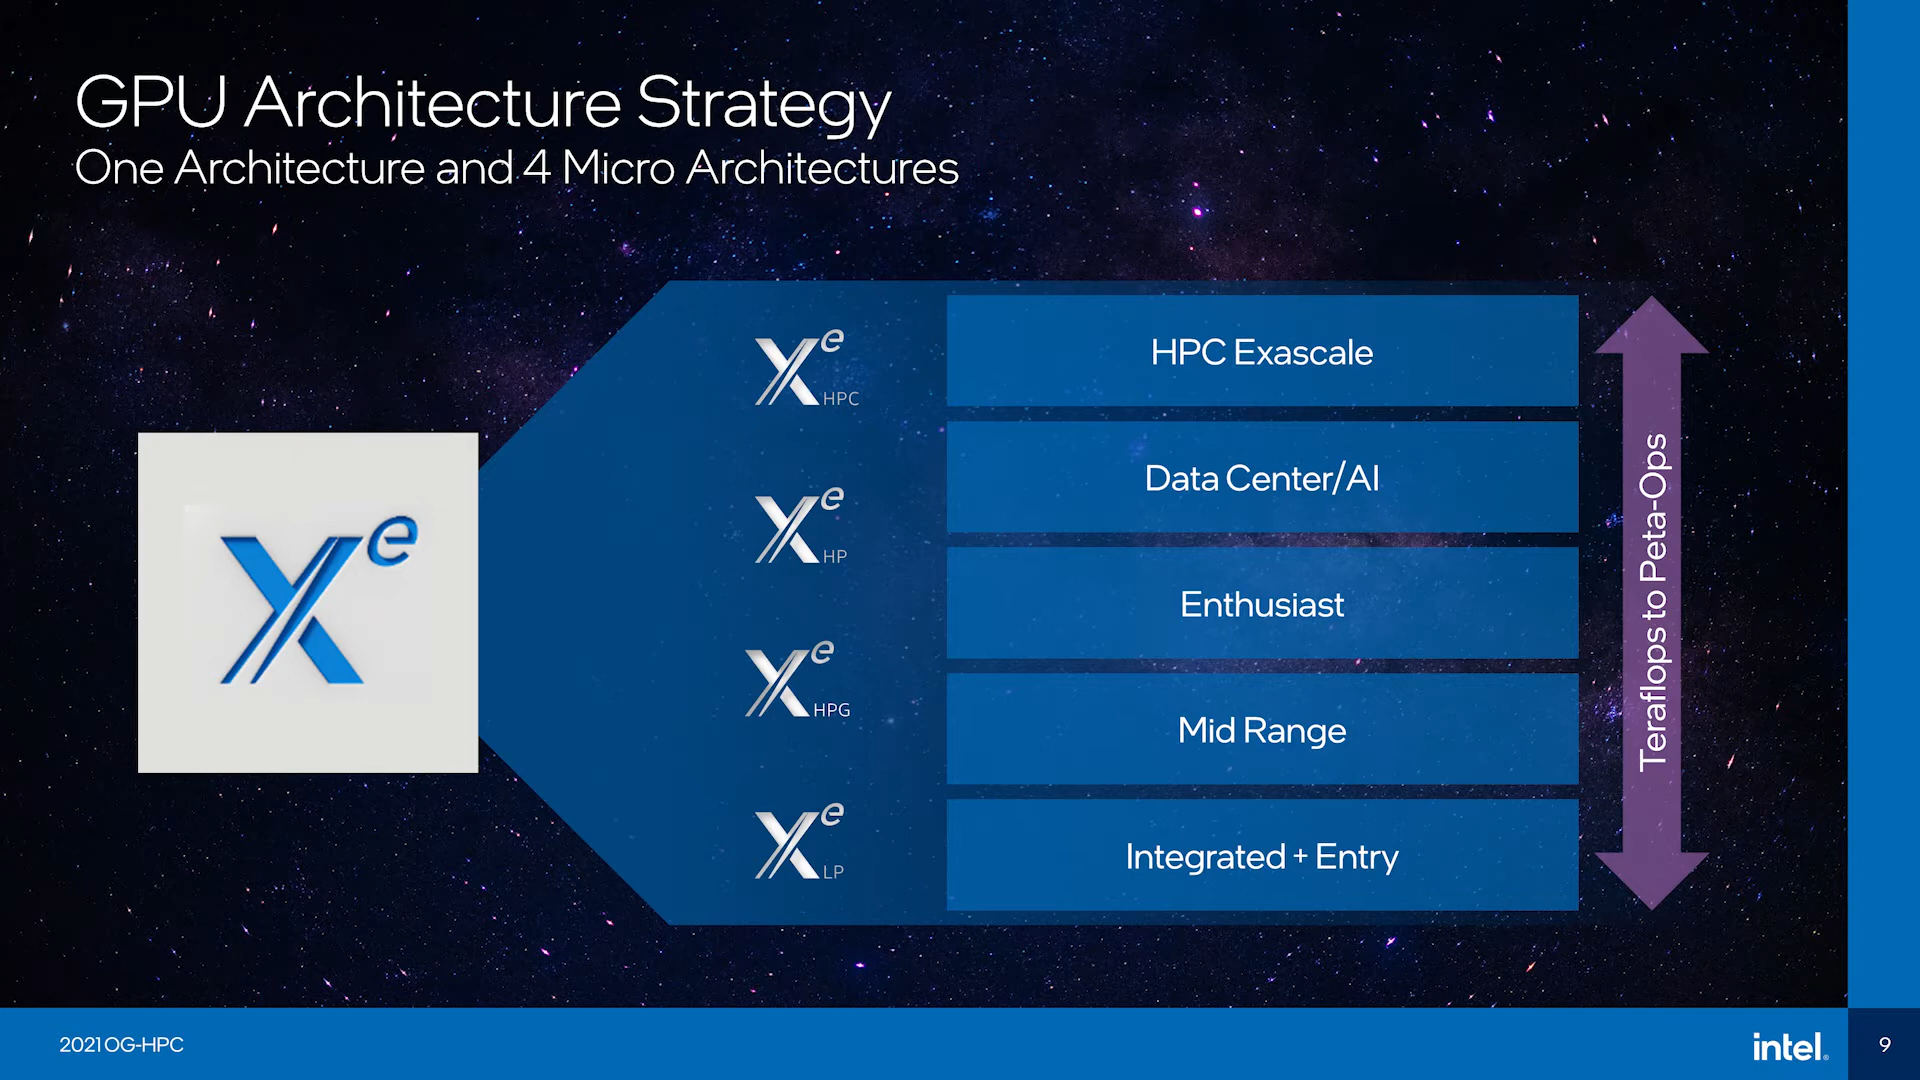 GPU Architecture Strategy
One Architecture and 4 Micro Architectures
Xe
Xe HPC
Xe HP
Xe HPG
Xe LP
HPC Exascale
Data Center/AI
Enthusiast
Mid Range
Integrated + Entry
Teraflops to Peta-Ops
2021 OG-HPC
intel.
9